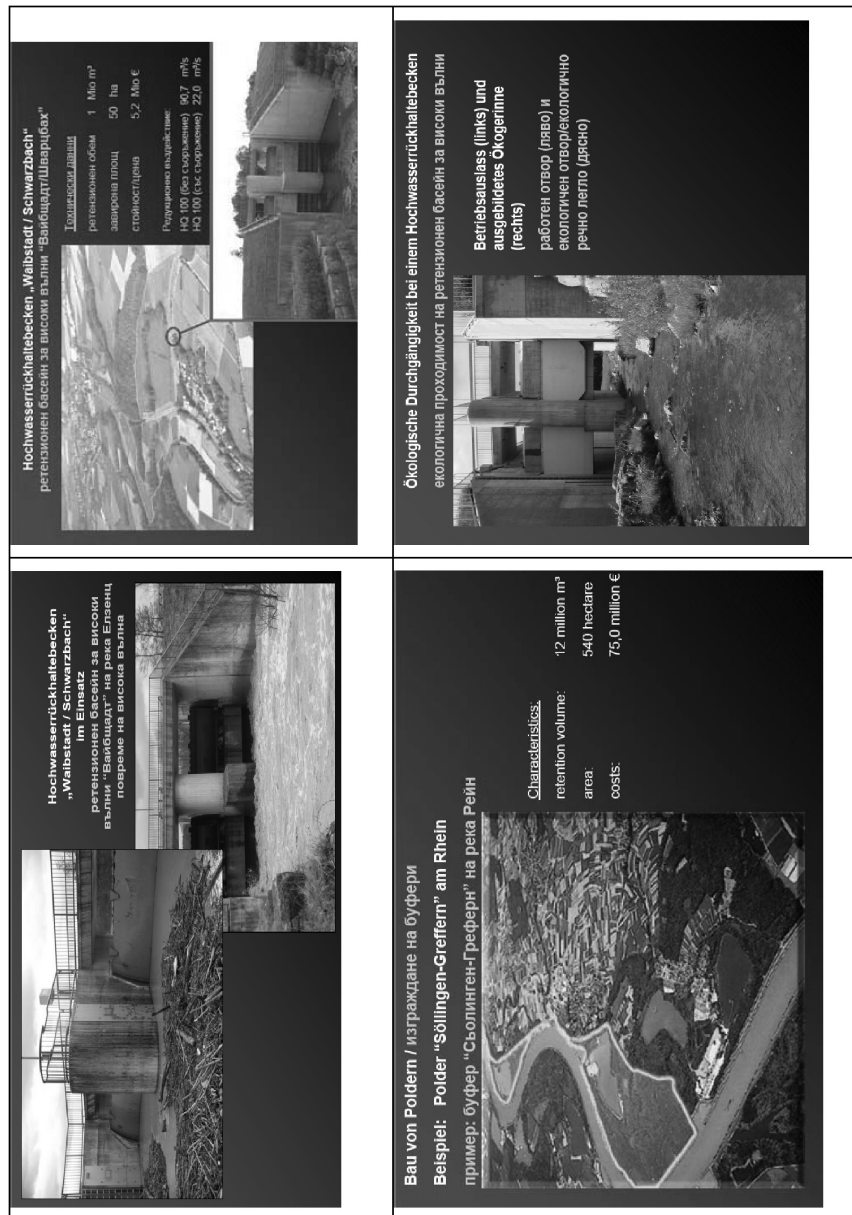 Hochwasserrückhaltebecken
„Waibstadt / Schwarzbach“
im Einsatz
ретензионен басейн за високи
вълни “Вайбщадт” на река Елзенц
повреме на висока вълна
Hochwasserrückhaltebecken „Waibstadt / Schwarzbach“
ретензионен басейн за високи вълни “Вайбщадт/Шварцбах”
Технически данни
ретензионен обем 1 Mio m³
завирена площ 50 ha
стойност/цена 5,2 Mio €
Редукционно въздействие:
HQ 100 (без съоръжение) 90,7 m³/s
HQ 100 (със съоръжение) 22,0 m³/s
Bau von Poldern / изграждане на буфери
Beispiel: Polder “Söllingen-Greffern” am Rhein
пример: буфер “Сьолинген-Греферн” на река Рейн
Characteristics:
retention volume: 12 million m³
area: 540 hectare
costs: 75,0 million €
Ökologische Durchgängigkeit bei einem Hochwasserrückhaltebecken
екологична проходимост на ретензионен басейн за високи вълни
Betriebsauslass (links) und
ausgebildetes Ökogerinne
(rechts)
работен отвор (ляво) и
екологичен отвор/екологично
речно легло (дясно)